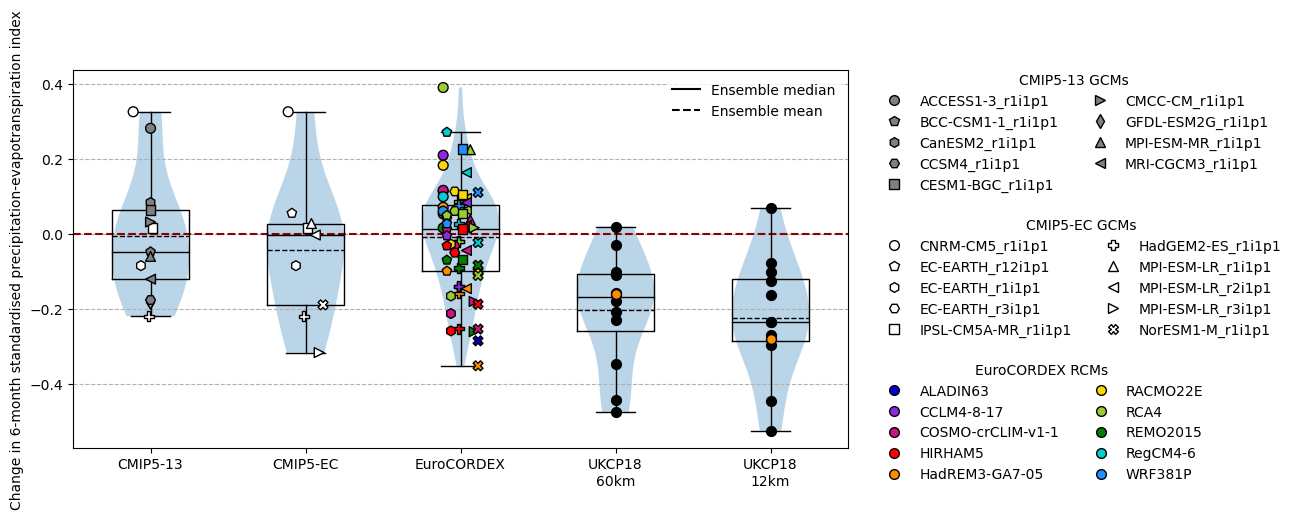 Change in 6-month standardised precipitation-evapotranspiration index
0.4
0.2
0.0
−0.2
−0.4
Ensemble median
Ensemble mean
CMIP5-13
CMIP5-EC
EuroCORDEX
UKCP18
60km
UKCP18
12km
CMIP5-13 GCMs
ACCESS1-3_r1i1p1
BCC-CSM1-1_r1i1p1
CanESM2_r1i1p1
CCSM4_r1i1p1
CESM1-BGC_r1i1p1
CMCC-CM_r1i1p1
GFDL-ESM2G_r1i1p1
MPI-ESM-MR_r1i1p1
MRI-CGCM3_r1i1p1
CMIP5-EC GCMs
CNRM-CM5_r1i1p1
EC-EARTH_r12i1p1
EC-EARTH_r1i1p1
EC-EARTH_r3i1p1
IPSL-CM5A-MR_r1i1p1
HadGEM2-ES_r1i1p1
MPI-ESM-LR_r1i1p1
MPI-ESM-LR_r2i1p1
MPI-ESM-LR_r3i1p1
NorESM1-M_r1i1p1
EuroCORDEX RCMs
ALADIN63
CCLM4-8-17
COSMO-crCLIM-v1-1
HIRHAM5
HadREM3-GA7-05
RACMO22E
RCA4
REMO2015
RegCM4-6
WRF381P